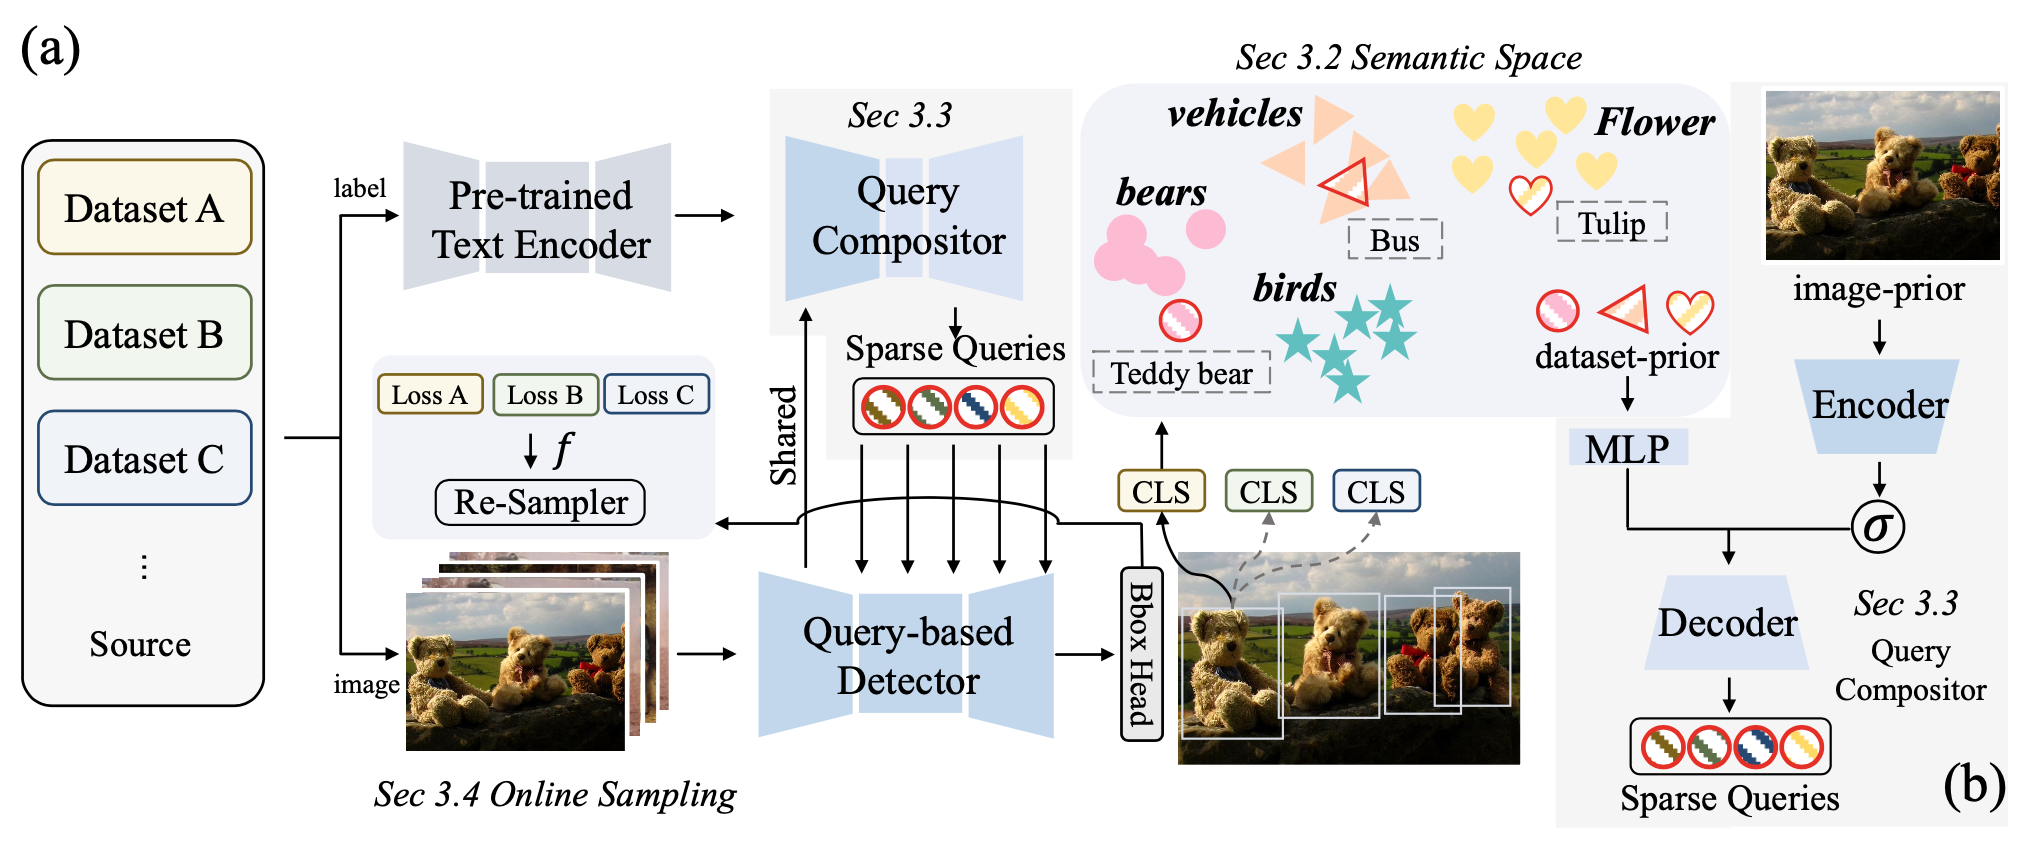 (a)
Dataset A
Dataset B
Dataset C
...
Source
label
image
Pre-trained
Text Encoder
Loss A
Loss B
Loss C
f
Re-Sampler
Sec 3.4 Online Sampling
Sec 3.3
Query
Compositor
Sparse Queries
Shared
Query-based
Detector
Bbox Head
CLS
CLS
CLS
Sec 3.2 Semantic Space
vehicles
Flower
bears
Bus
Tulip
birds
Teddy bear
dataset-prior
MLP
image-prior
Encoder
σ
Decoder
Sec 3.3
Query
Compositor
Sparse Queries
(b)